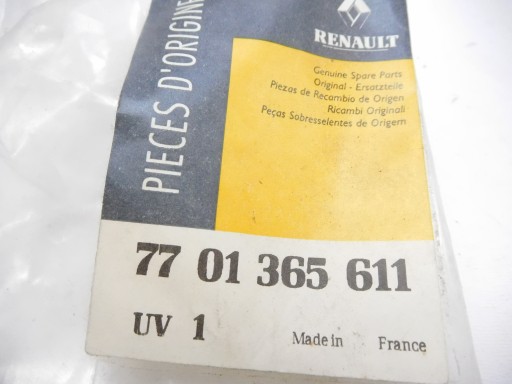 PIECES D'ORIGINE
RENAULT
Genuine Spare Parts
Original - Ersatzteile
Piezas de Recambio de Origen
Ricambi Originali
Peças Sobresselentes de Origem
77 01 365 611
UV 1
Made in France